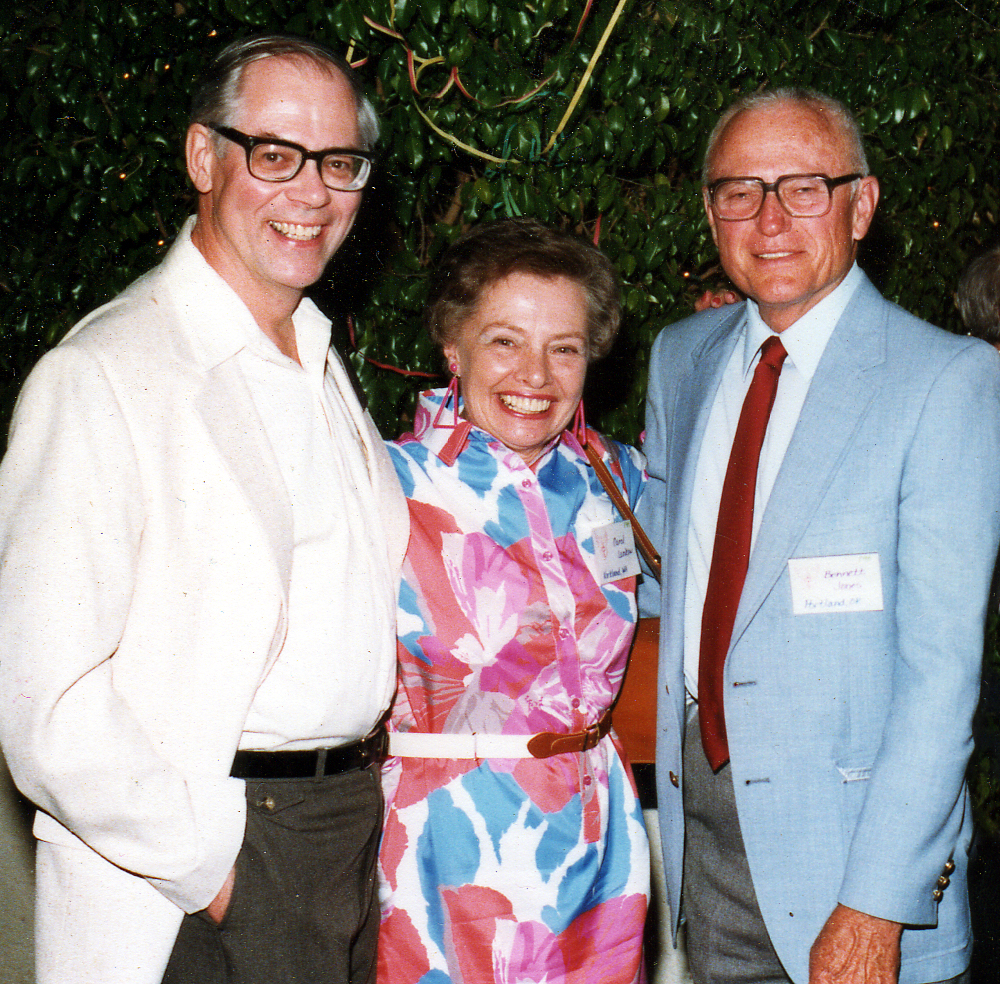 Carol
Portland, OR
Bennett
Jones
Portland, OR